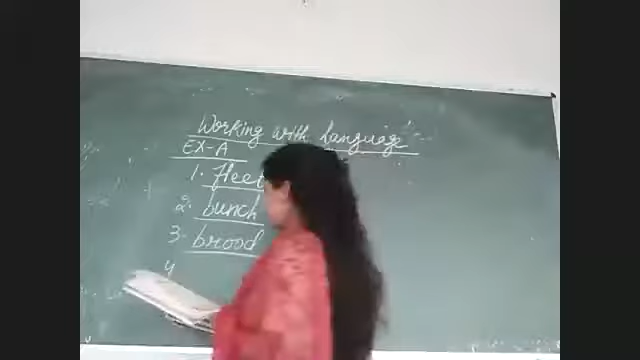 Working with Language
EX-A
1. fleet
2. bunch
3. brood
4